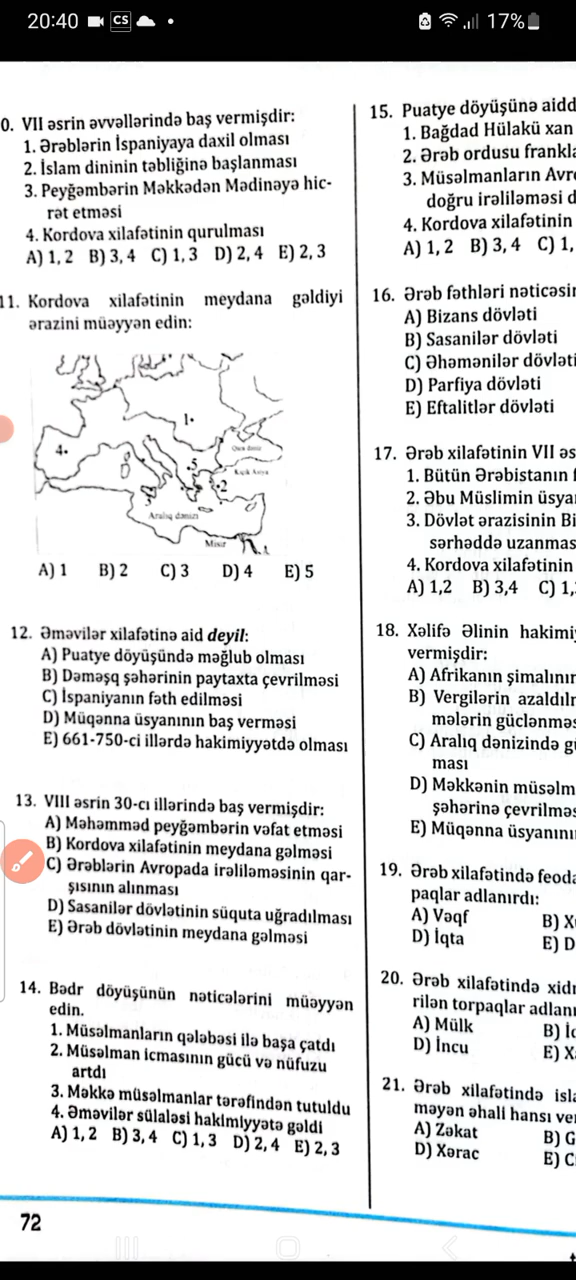 20:40 CS 17%
0. VII əsrin əvvəllərində baş vermişdir:
1. Ərəblərin İspaniyaya daxil olması
2. İslam dininin təbliğinə başlanması
3. Peyğəmbərin Məkkədən Mədinəyə hic-
rət etməsi
4. Kordova xilafətinin qurulması
A) 1, 2 B) 3, 4 C) 1, 3 D) 2, 4 E) 2, 3
11. Kordova xilafətinin meydana gəldiyi
ərazini müəyyən edin:
1
Qara dəniz
4
5
Kiçik Asiya
2
3
Aralıq dənizi
Misir
A) 1 B) 2 C) 3 D) 4 E) 5
12. Əməvilər xilafətinə aid deyil:
A) Puatye döyüşündə məğlub olması
B) Dəməşq şəhərinin paytaxta çevrilməsi
C) İspaniyanın fəth edilməsi
D) Müqənna üsyanının baş verməsi
E) 661-750-ci illərdə hakimiyyətdə olması
13. VIII əsrin 30-cı illərində baş vermişdir:
A) Məhəmməd peyğəmbərin vəfat etməsi
B) Kordova xilafətinin meydana gəlməsi
C) Ərəblərin Avropada irəliləməsinin qar-
şısının alınması
D) Sasanilər dövlətinin süquta uğradılması
E) Ərəb dövlətinin meydana gəlməsi
14. Bədr döyüşünün nəticələrini müəyyən
edin.
1. Müsəlmanların qələbəsi ilə başa çatdı
2. Müsəlman icmasının gücü və nüfuzu
artdı
3. Məkkə müsəlmanlar tərəfindən tutuldu
4. Əməvilər sülaləsi hakimiyyətə gəldi
A) 1, 2 B) 3, 4 C) 1, 3 D) 2, 4 E) 2, 3
72
15. Puatye döyüşünə aidd
1. Bağdad Hülakü xan
2. Ərəb ordusu frankla
3. Müsəlmanların Avr
doğru irəliləməsi d
4. Kordova xilafətinin
A) 1, 2 B) 3, 4 C) 1,
16. Ərəb fəthləri nəticəsin
A) Bizans dövləti
B) Sasanilər dövləti
C) Əhəmənilər dövləti
D) Parfiya dövləti
E) Eftalitlər dövləti
17. Ərəb xilafətinin VII əs
1. Bütün Ərəbistanın
2. Əbu Müslimin üsya
3. Dövlət ərazisinin Bi
sərhəddə uzanmas
4. Kordova xilafətinin
A) 1,2 B) 3,4 C) 1,
18. Xəlifə Əlinin hakimiy
vermişdir:
A) Afrikanın şimalının
B) Vergilərin azaldılm
mələrin güclənməs
C) Aralıq dənizində g
ması
D) Məkkənin müsəlm
şəhərinə çevrilməs
E) Müqənna üsyanını
19. Ərəb xilafətində feoda
paqlar adlanırdı:
A) Vəqf B) X
D) İqta E) D
20. Ərəb xilafətində xid
rilən torpaqlar adlan
A) Mülk B) İ
D) İncu E) X
21. Ərəb xilafətində isl
məyən əhali hansı ve
A) Zəkat B) G
D) Xərac E) C